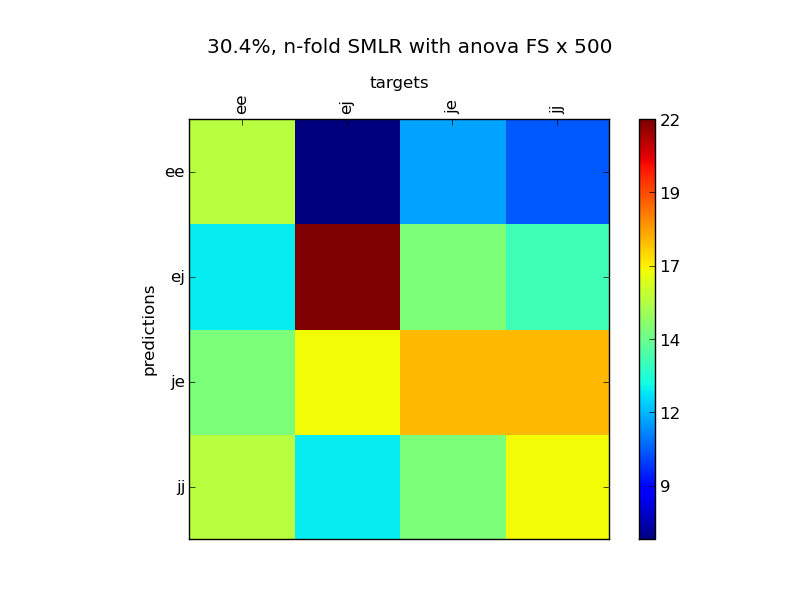 30.4%, n-fold SMLR with anova FS x 500
targets
ee ej je jj
ee
ej
je
jj
predictions
22
19
17
14
12
9